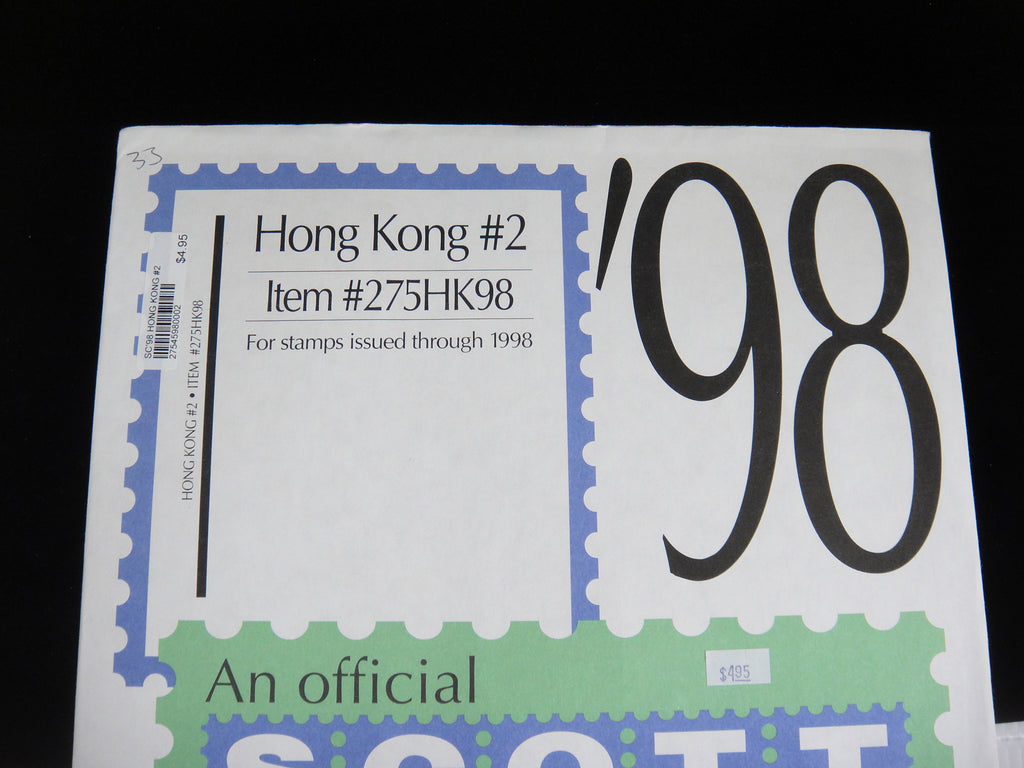 33
Hong Kong #2
Item #275HK98
For stamps issued through 1998
'98
$4.95
SC'98 HONG KONG #2
27545980002
HONG KONG #2 • ITEM #275HK98
An official
$4.95
SCOTT